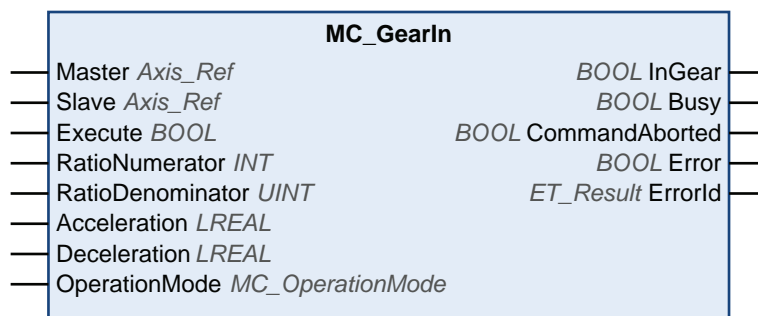 MC_GearIn
Master Axis_Ref BOOL InGear
Slave Axis_Ref BOOL Busy
Execute BOOL BOOL CommandAborted
RatioNumerator INT BOOL Error
RatioDenominator UINT ET_Result ErrorId
Acceleration LREAL
Deceleration LREAL
OperationMode MC_OperationMode